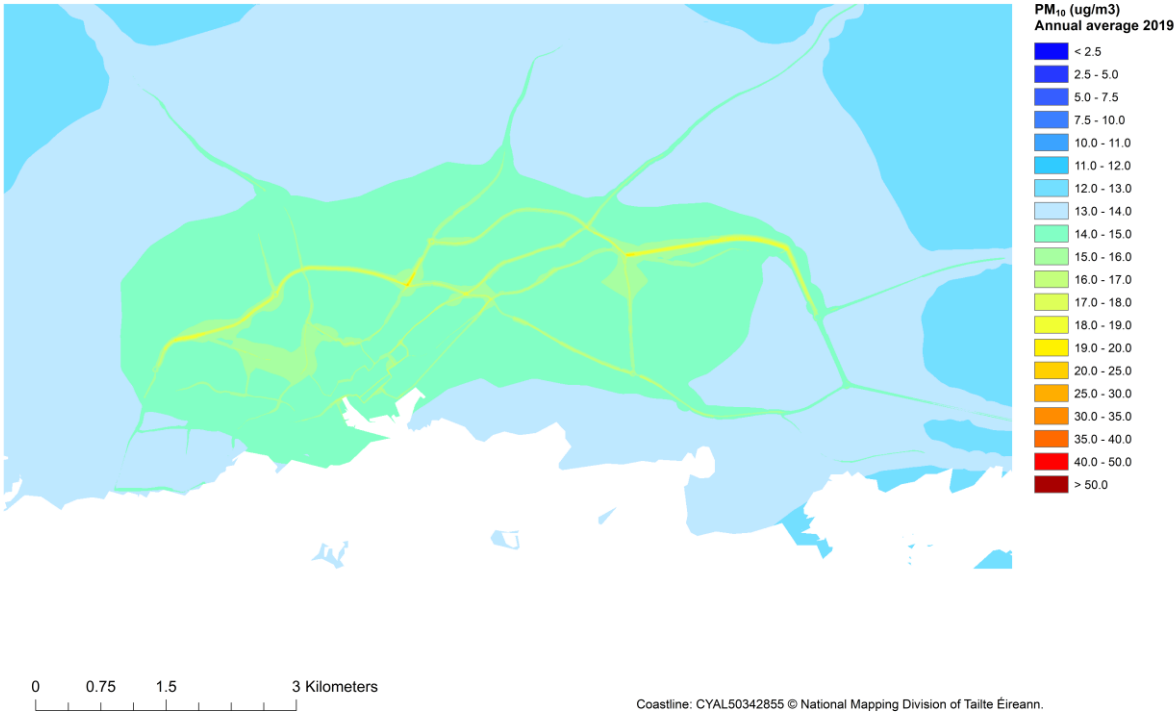 PM₁₀ (ug/m3)
Annual average 2019
< 2.5
2.5 - 5.0
5.0 - 7.5
7.5 - 10.0
10.0 - 11.0
11.0 - 12.0
12.0 - 13.0
13.0 - 14.0
14.0 - 15.0
15.0 - 16.0
16.0 - 17.0
17.0 - 18.0
18.0 - 19.0
19.0 - 20.0
20.0 - 25.0
25.0 - 30.0
30.0 - 35.0
35.0 - 40.0
40.0 - 50.0
> 50.0
0 0.75 1.5 3 Kilometers
Coastline: CYAL50342855 © National Mapping Division of Tailte Éireann.